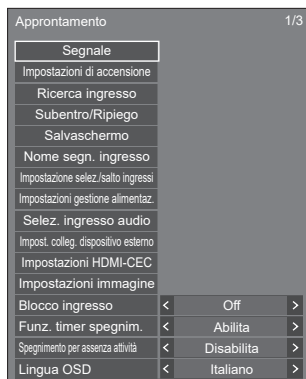 Approntamento 1/3
Segnale
Impostazioni di accensione
Ricerca ingresso
Subentro/Ripiego
Salvaschermo
Nome segn. ingresso
Impostazione selez./salto ingressi
Impostazioni gestione alimentaz.
Selez. ingresso audio
Impost. colleg. dispositivo esterno
Impostazioni HDMI-CEC
Impostazioni immagine
Blocco ingresso < Off >
Funz. timer spegnim. < Abilita >
Spegnimento per assenza attività < Disabilita >
Lingua OSD < Italiano >